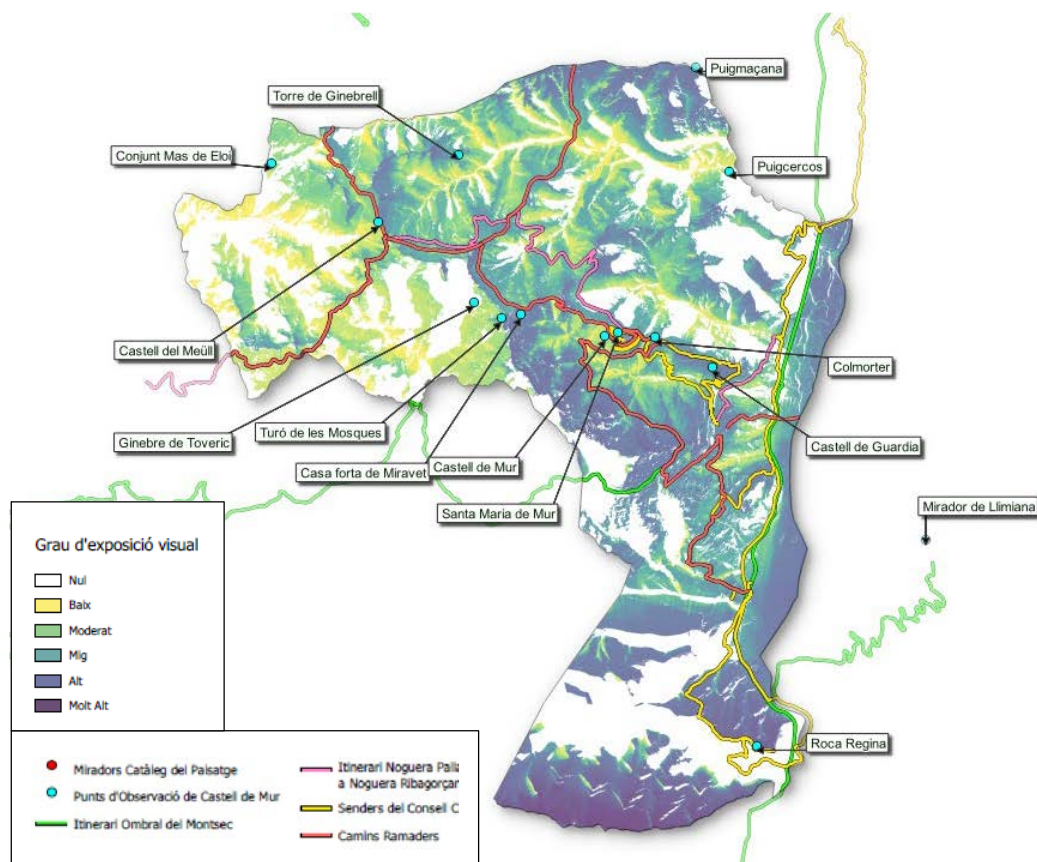 Puigmaçana
Torre de Ginebrell
Conjunt Mas de Eloi
Puigcercos
Castell del Meüll
Colmorter
Ginebre de Toveric
Turó de les Mosques
Castell de Guardia
Casa forta de Miravet
Castell de Mur
Santa Maria de Mur
Mirador de Llimiana
Roca Regina
Grau d'exposició visual
Nul
Baix
Moderat
Mig
Alt
Molt Alt
Miradors Catàleg del Paisatge
Punts d'Observació de Castell de Mur
Itinerari Ombral del Montsec
Itinerari Noguera Palla
a Noguera Ribagorçan
Senders del Consell C
Camins Ramaders